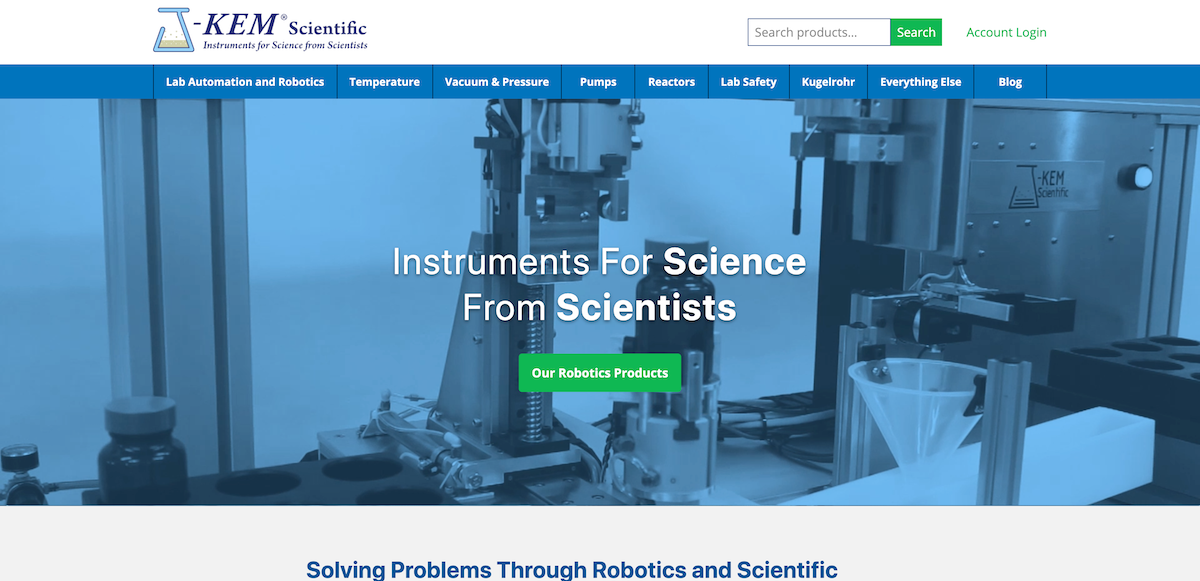 J-KEM® Scientific
Instruments for Science from Scientists
Search products...
Search
Account Login
Lab Automation and Robotics
Temperature
Vacuum & Pressure
Pumps
Reactors
Lab Safety
Kugelrohr
Everything Else
Blog
-KEM
Scientific
Instruments For Science
From Scientists
Our Robotics Products
Solving Problems Through Robotics and Scientific